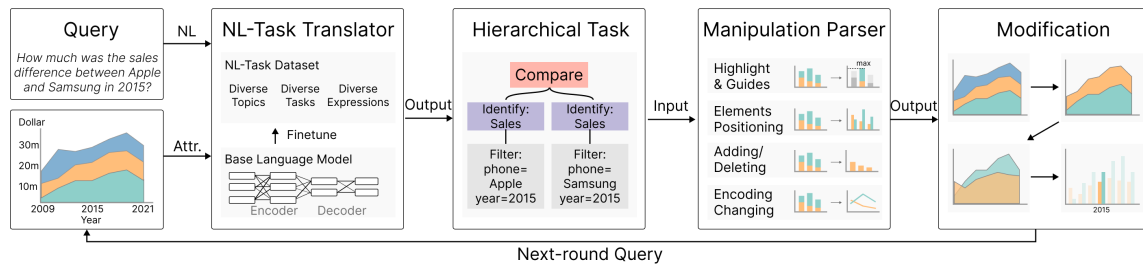 Query
How much was the sales
difference between Apple
and Samsung in 2015?
Dollar
30m
20m
10m
2009
2015
2021
Year
NL
Attr.
NL-Task Translator
NL-Task Dataset
Diverse Topics
Diverse Tasks
Diverse Expressions
Finetune
Base Language Model
Encoder
Decoder
Output
Hierarchical Task
Compare
Identify:
Sales
Identify:
Sales
Filter:
phone=
Apple
year=2015
Filter:
phone=
Samsung
year=2015
Input
Manipulation Parser
Highlight
& Guides
max
Elements
Positioning
Adding/
Deleting
Encoding
Changing
Output
Modification
2015
Next-round Query